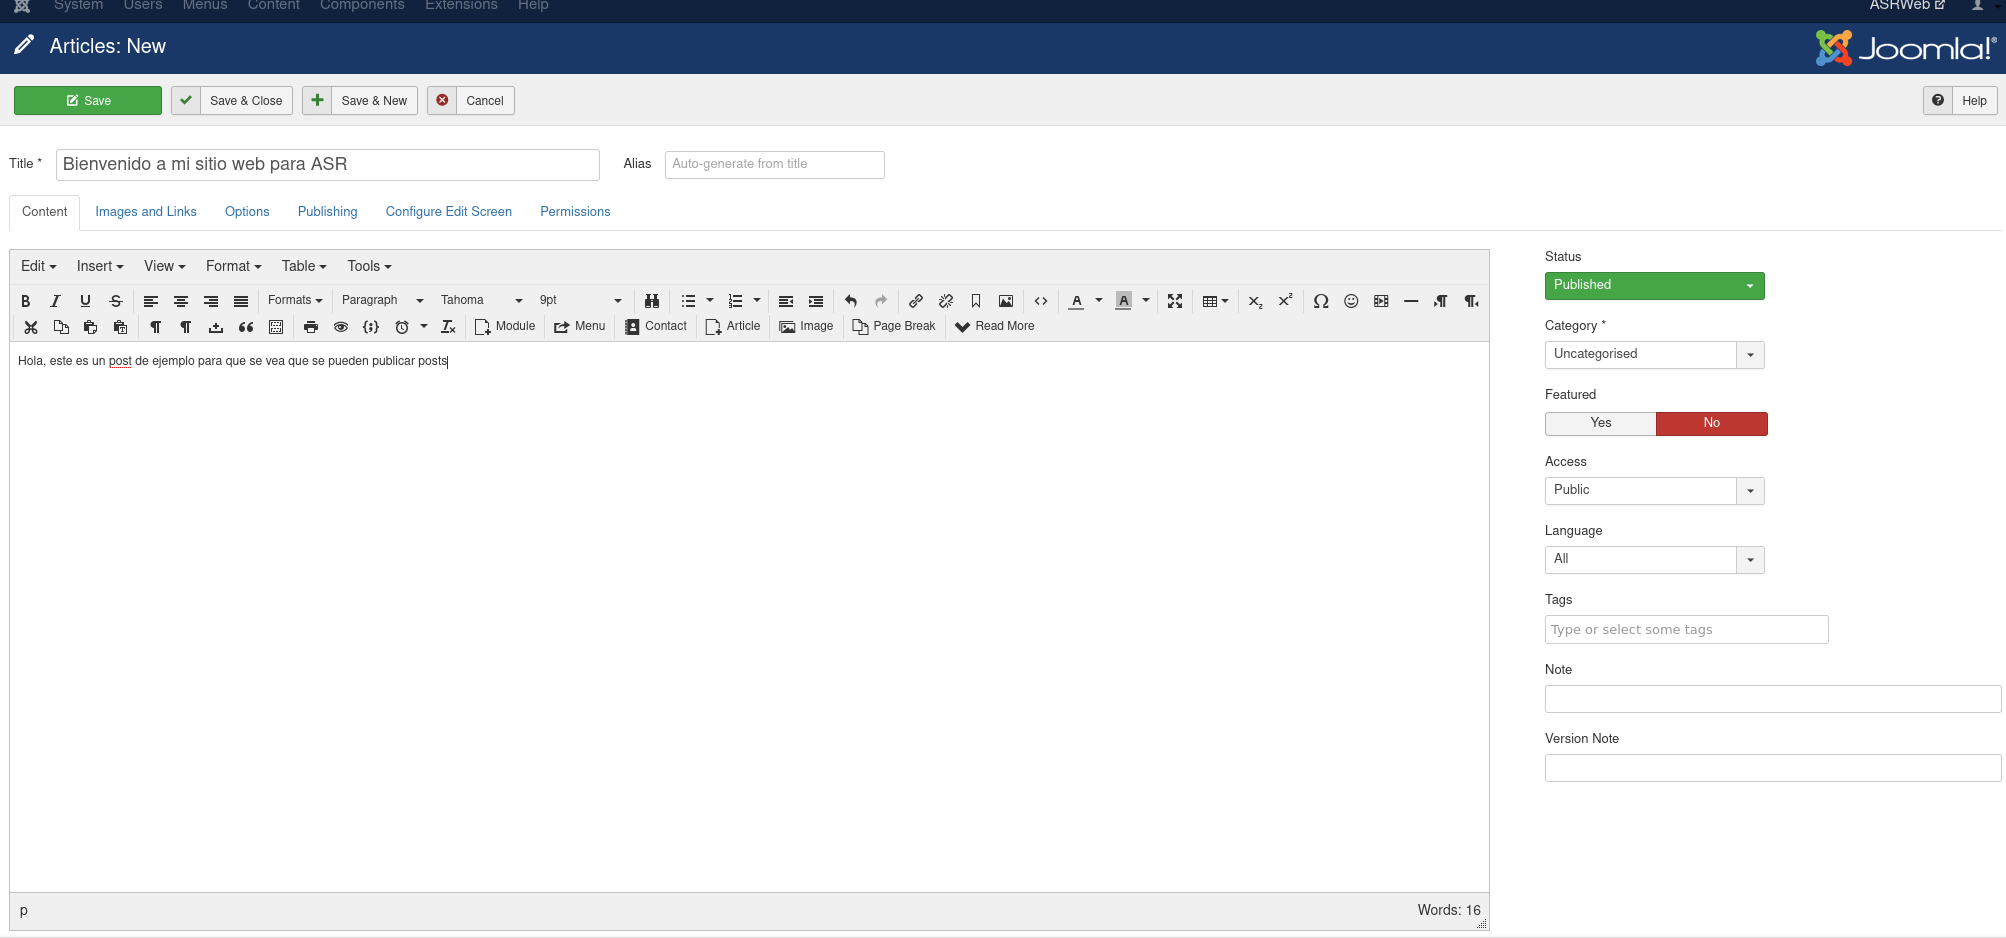 System Users Menus Content Components Extensions Help ASRWeb
Articles: New Joomla!®
Save Save & Close Save & New Cancel Help
Title * Bienvenido a mi sitio web para ASR Alias Auto-generate from title
Content Images and Links Options Publishing Configure Edit Screen Permissions
Edit Insert View Format Table Tools
B I U S Formats Paragraph Tahoma 9pt A A X₂ X² Ω
Module Menu Contact Article Image Page Break Read More
Hola, este es un post de ejemplo para que se vea que se pueden publicar posts
p Words: 16
Status
Published
Category *
Uncategorised
Featured
Yes No
Access
Public
Language
All
Tags
Type or select some tags
Note
Version Note